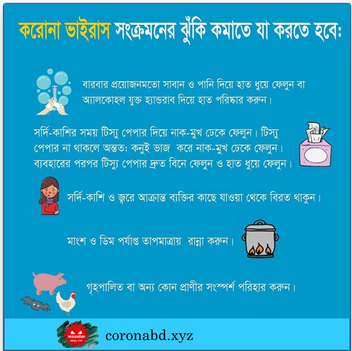 করোনা ভাইরাস সংক্রমনের ঝুঁকি কমাতে যা করতে হবে:
বারবার প্রয়োজনমতো সাবান ও পানি দিয়ে হাত ধুয়ে ফেলুন বা
অ্যালকোহল যুক্ত হ্যান্ডরাব দিয়ে হাত পরিষ্কার করুন।
সর্দি-কাশির সময় টিস্যু পেপার দিয়ে নাক-মুখ ঢেকে ফেলুন। টিস্যু
পেপার না থাকলে অন্তত: কনুই ভাজ করে নাক-মুখ ঢেকে ফেলুন।
ব্যবহারের পরপর টিস্যু পেপার দ্রুত বিনে ফেলুন ও হাত ধুয়ে ফেলুন।
সর্দি-কাশি ও জ্বরে আক্রান্ত ব্যক্তির কাছে যাওয়া থেকে বিরত থাকুন।
মাংশ ও ডিম পর্যাপ্ত তাপমাত্রায় রান্না করুন।
গৃহপালিত বা অন্য কোন প্রাণীর সংস্পর্শ পরিহার করুন।
coronabd.xyz